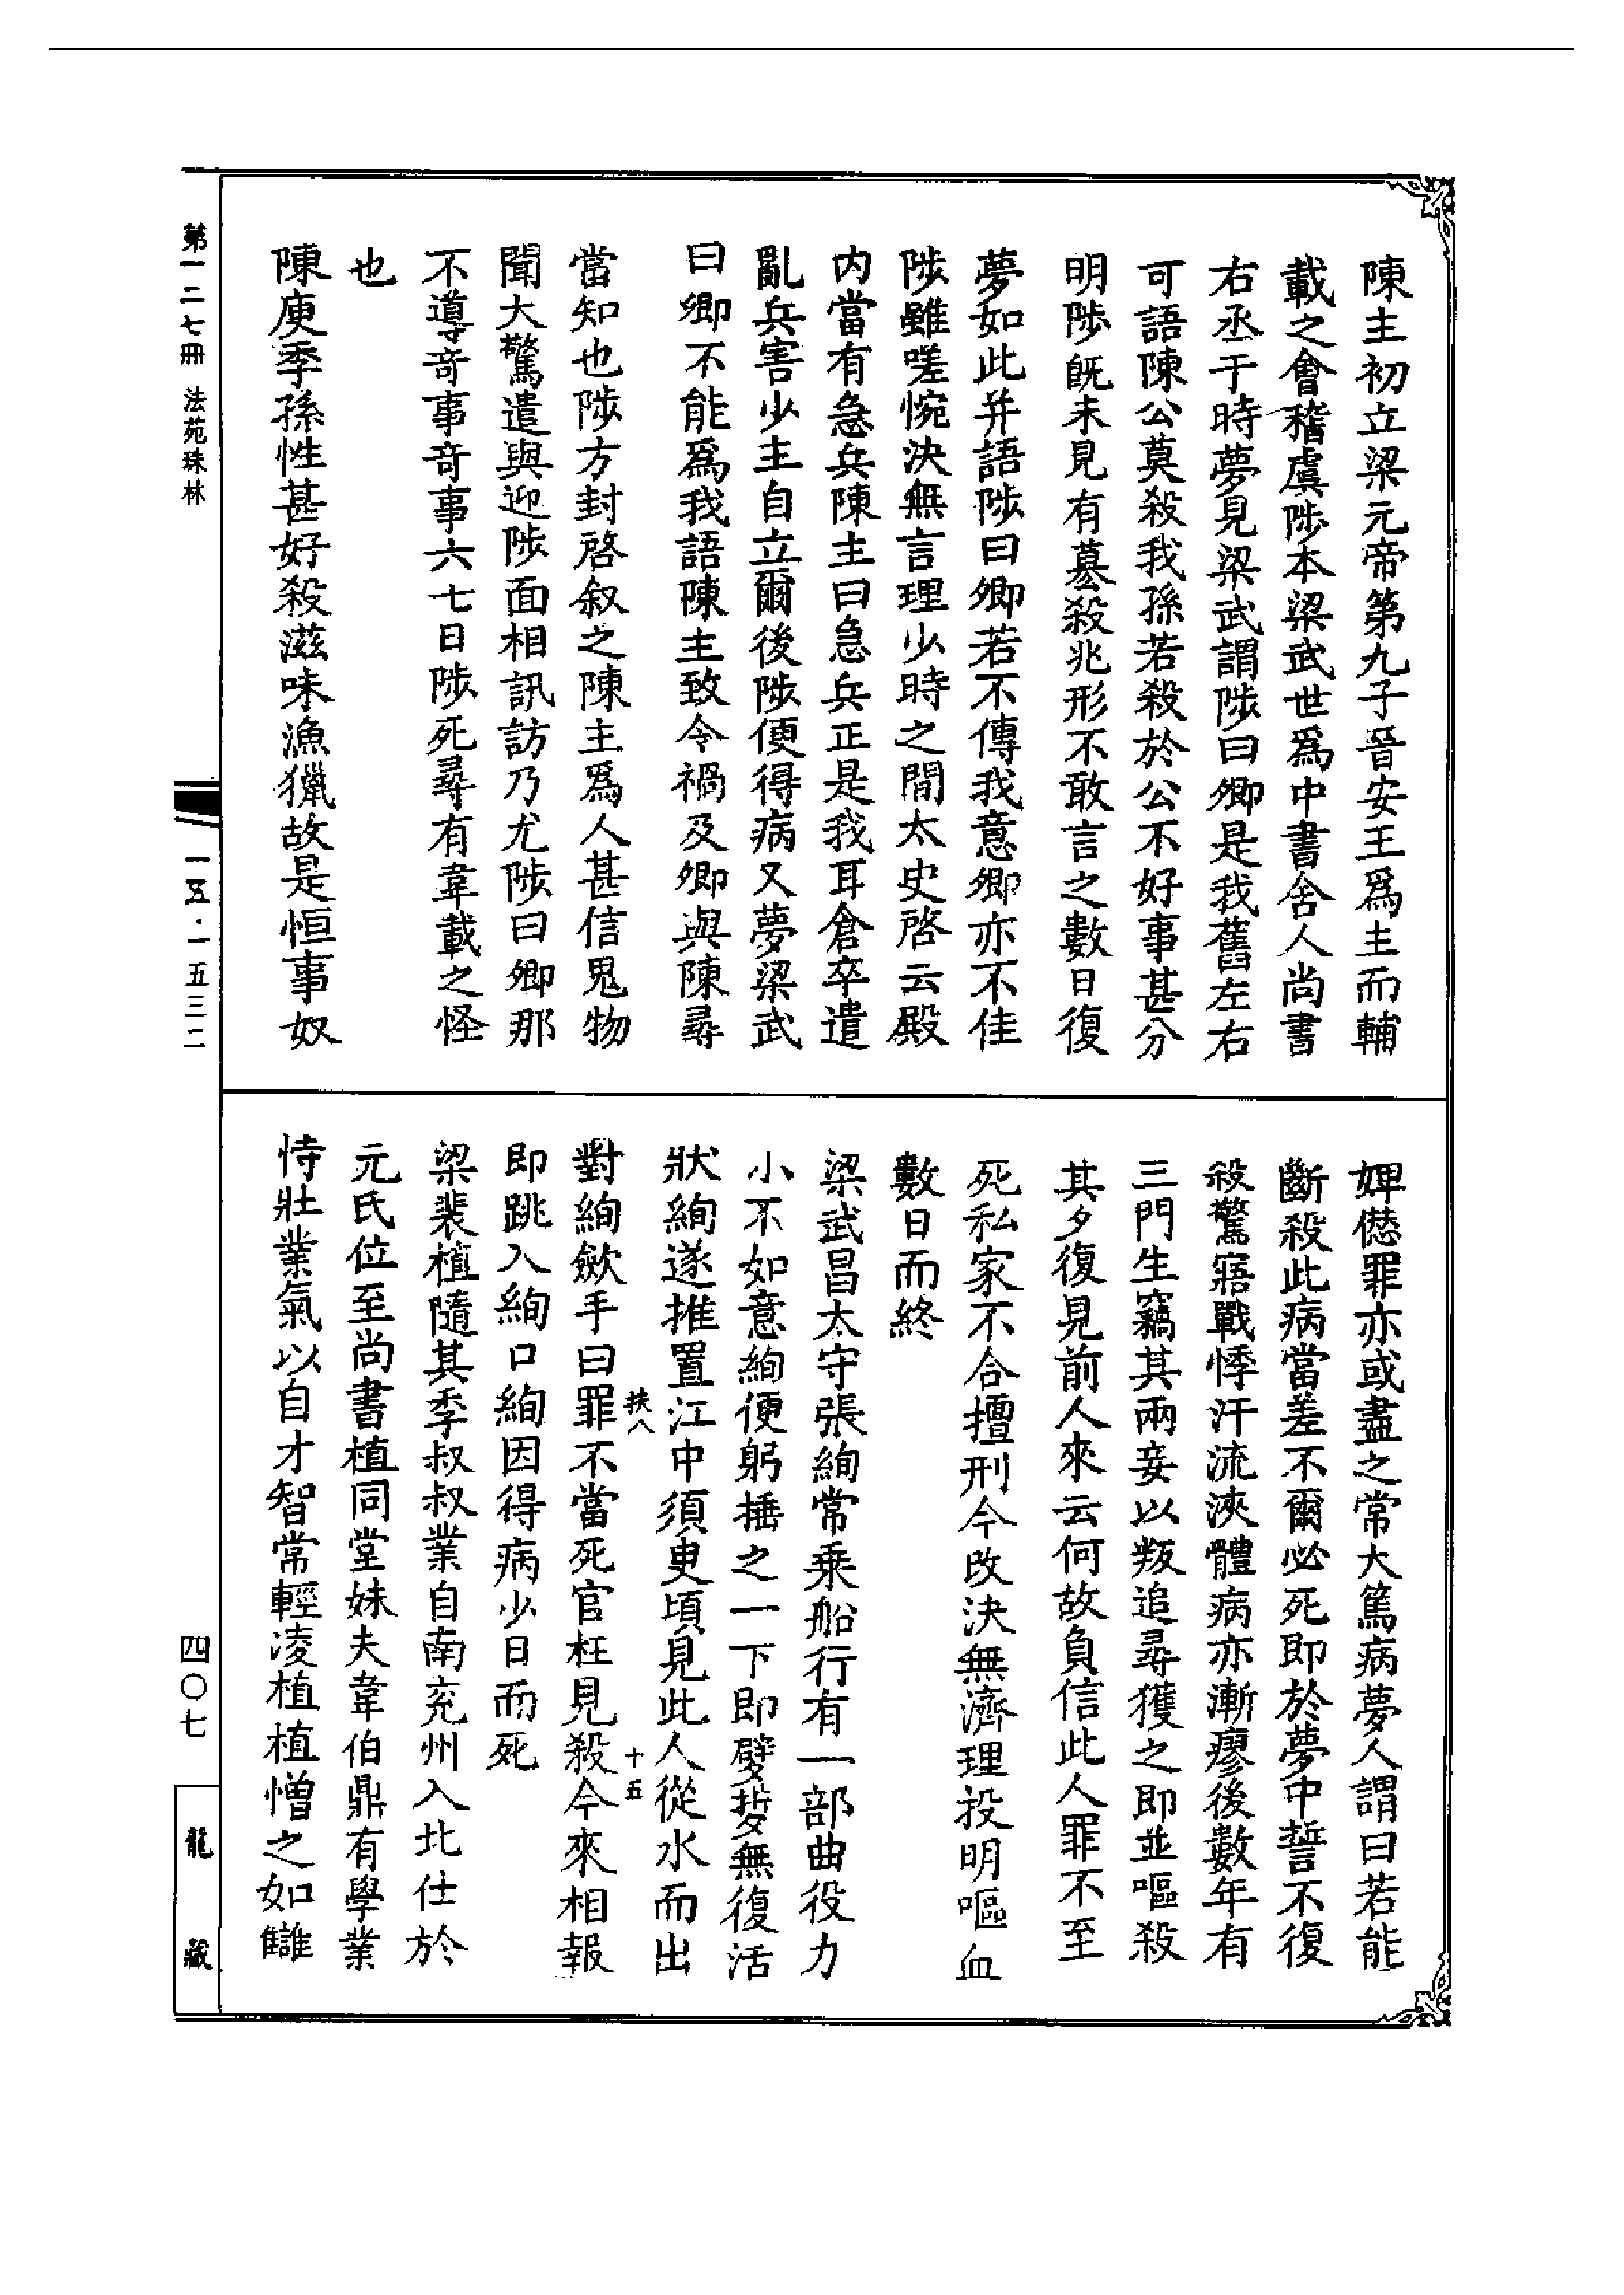 陳主初立梁元帝第九子晉安王爲主而輔
載之會稽虞陟本梁武世爲中書舍人尚書
右丞于時夢見梁武謂陟曰卿是我舊左右
可語陳公莫殺我孫若殺於公不好事甚分
明陟旣未見有篡殺兆形不敢言之數日復
夢如此并語陟曰卿若不傳我意卿亦不佳
陟雖嗟惋決無言理少時之間太史啓云殿
内當有急兵陳主曰急兵正是我耳倉卒遣
亂兵害少主自立爾後陟便得病又夢梁武
曰卿不能爲我語陳主致令禍及卿與陳尋
當知也陟方封啓叙之陳主爲人甚信鬼物
聞大驚遣輿迎陟面相訊訪乃尤陟曰卿那
不導奇事奇事六七日陟死尋有韋載之怪
也
陳庾季孫性甚好殺滋味漁獵故是恒事奴
婢愆罪亦或盡之常大篤病夢人謂曰若能
斷殺此病當差不爾必死即於夢中誓不復
殺驚寤戰悸汗流浹體病亦漸瘳後數年有
三門生竊其兩妾以叛追尋獲之即並嘔殺
其夕復見前人來云何故負信此人罪不至
死私家不合擅刑今改決無濟理投明嘔血
數日而終
梁武昌太守張絢常乘船行有一部曲役力
小不如意絢便躬捶之一下即躄㚄無復活
狀絢遂推置江中須臾頃見此人從水而出
對絢斂手曰罪不當死官枉見殺今來相報
即跳入絢口絢因得病少日而死
梁裴植隨其季叔叔業自南兖州入北仕於
元氏位至尚書植同堂妹夫韋伯鼎有學業
恃壯業氣以自才智常輕凌植植憎之如讎
挾八
十五
第一二七冊 法苑珠林
一五·一五三二
四〇七
龍藏